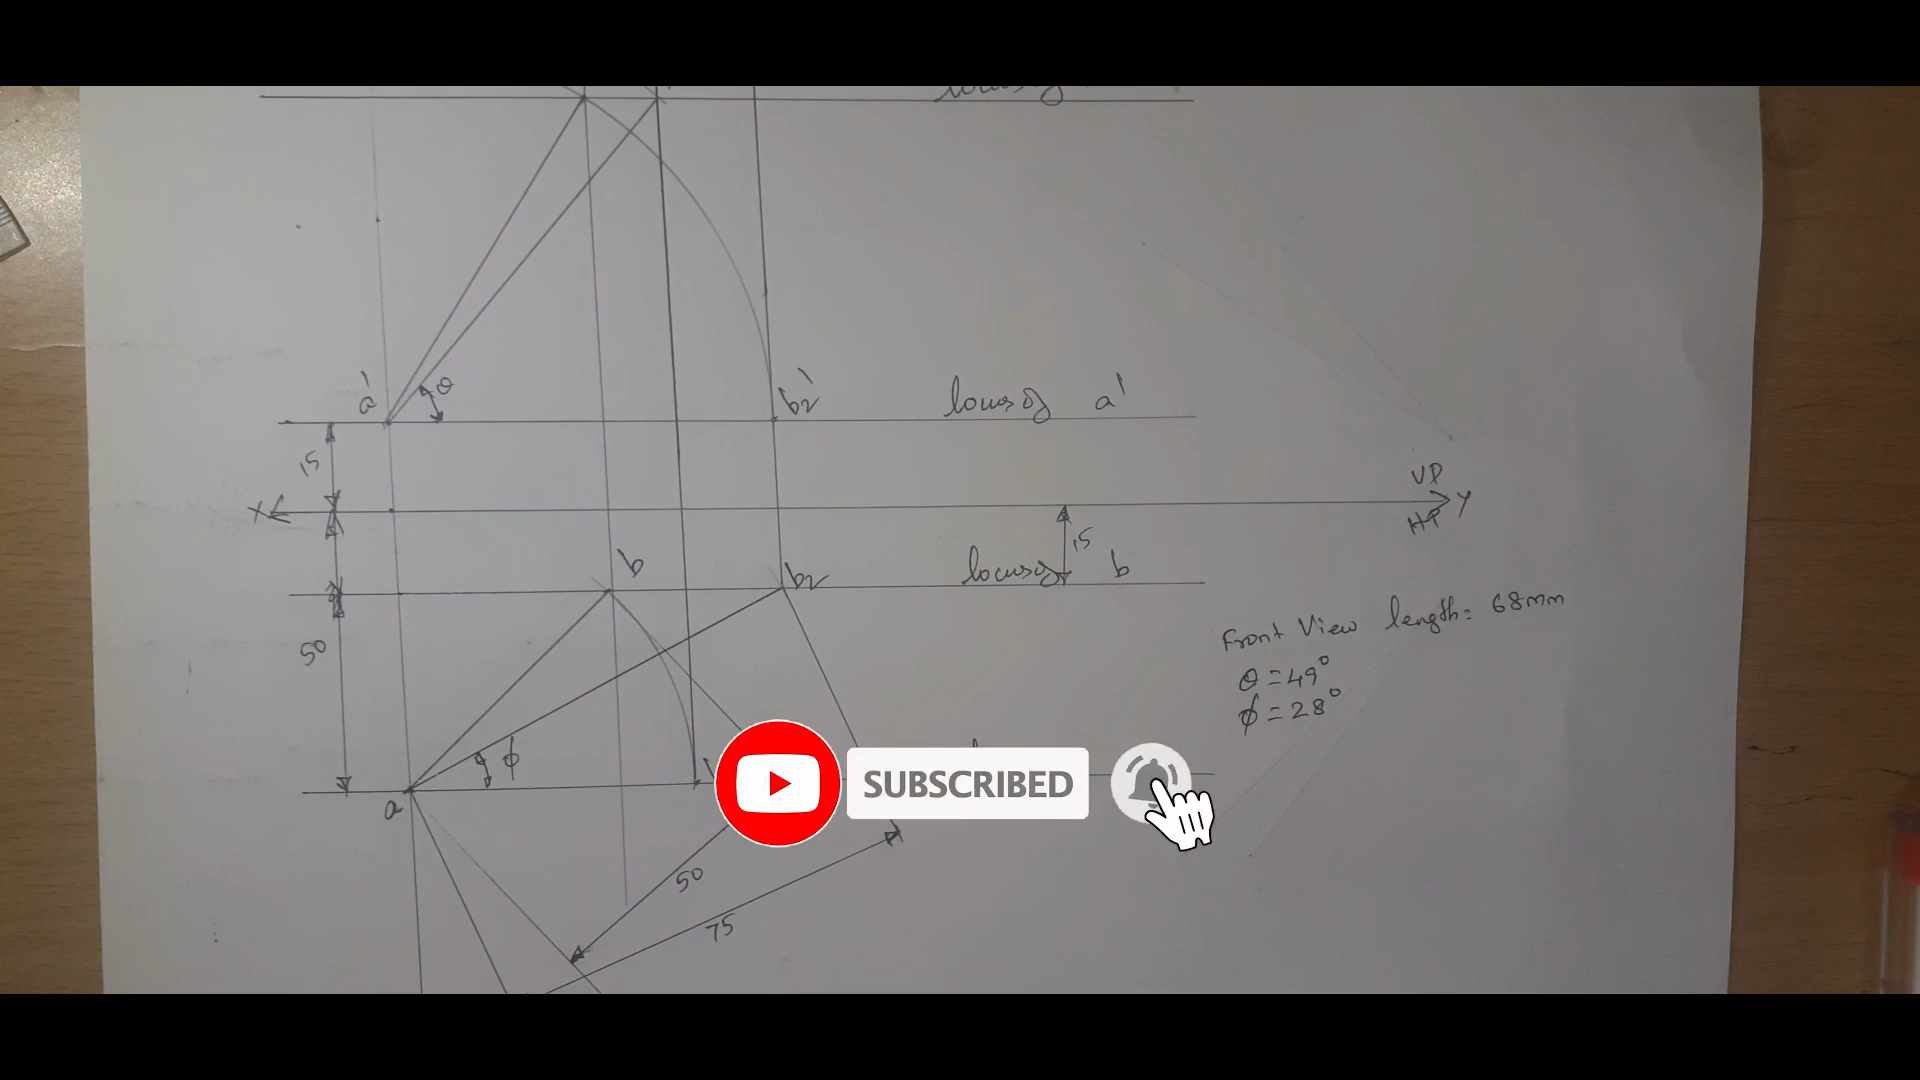 a'
θ
b2'
locus of a'
15
VP
X
Y
HP
15
b
b2
locus of b
Front View length: 68mm
θ = 49°
ϕ = 28°
50
ϕ
a
SUBSCRIBED
50
75